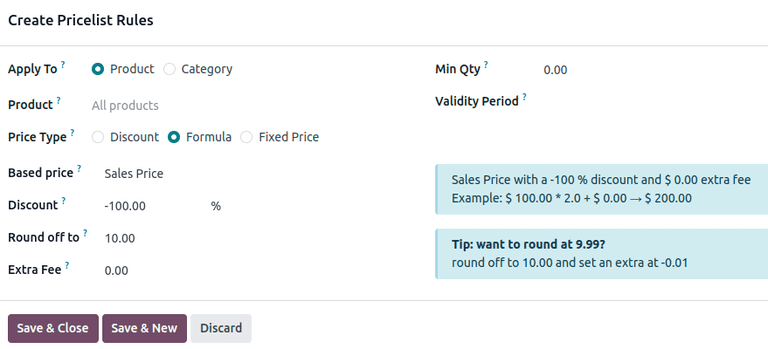 Create Pricelist Rules
Apply To ? Product Category
Min Qty ? 0.00
Product ? All products
Validity Period ?
Price Type ? Discount Formula Fixed Price
Based price ? Sales Price
Discount ? -100.00 %
Round off to ? 10.00
Extra Fee ? 0.00
Sales Price with a -100 % discount and $ 0.00 extra fee
Example: $ 100.00 * 2.0 + $ 0.00 → $ 200.00
Tip: want to round at 9.99?
round off to 10.00 and set an extra at -0.01
Save & Close Save & New Discard